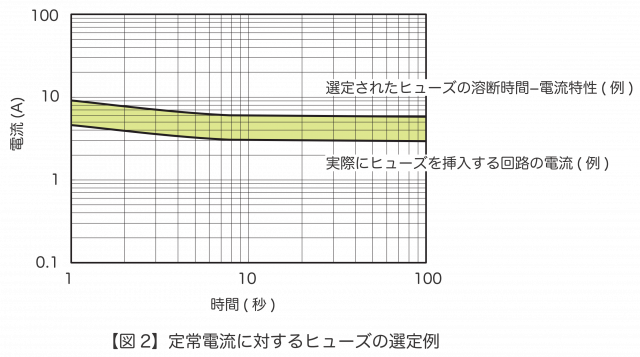 100
10
1
0.1
電流(A)
選定されたヒューズの溶断時間−電流特性(例)
実際にヒューズを挿入する回路の電流(例)
1
10
100
時間(秒)
【図2】定常電流に対するヒューズの選定例